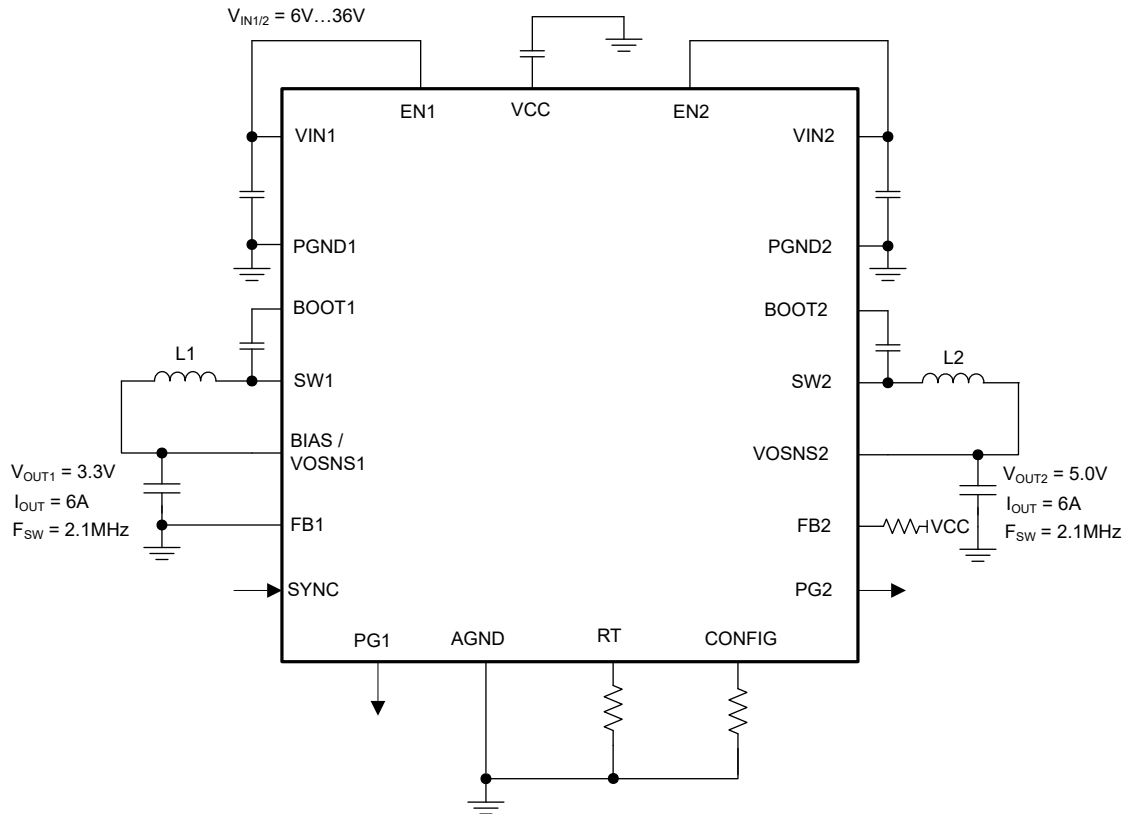 V_IN1/2 = 6V…36V
EN1
VCC
EN2
VIN1
VIN2
PGND1
PGND2
BOOT1
BOOT2
L1
L2
SW1
SW2
BIAS /
VOSNS1
VOSNS2
V_OUT1 = 3.3V
I_OUT = 6A
F_SW = 2.1MHz
V_OUT2 = 5.0V
I_OUT = 6A
F_SW = 2.1MHz
FB1
FB2
VCC
SYNC
PG2
PG1
AGND
RT
CONFIG